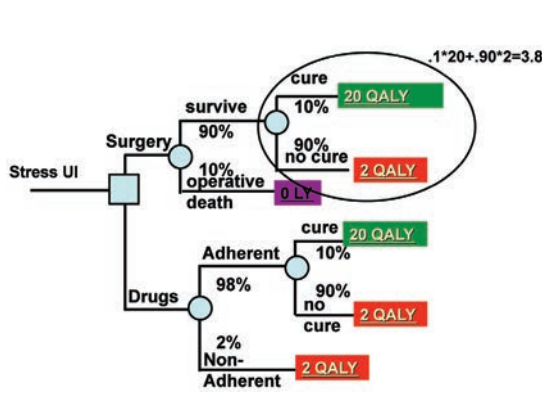 .1*20+.90*2=3.8
cure
20 QALY
10%
survive
90%
90%
no cure
2 QALY
Surgery
10%
operative
death
0 LY
Stress UI
cure
20 QALY
10%
Adherent
98%
90%
no
cure
2 QALY
Drugs
2%
Non-
Adherent
2 QALY